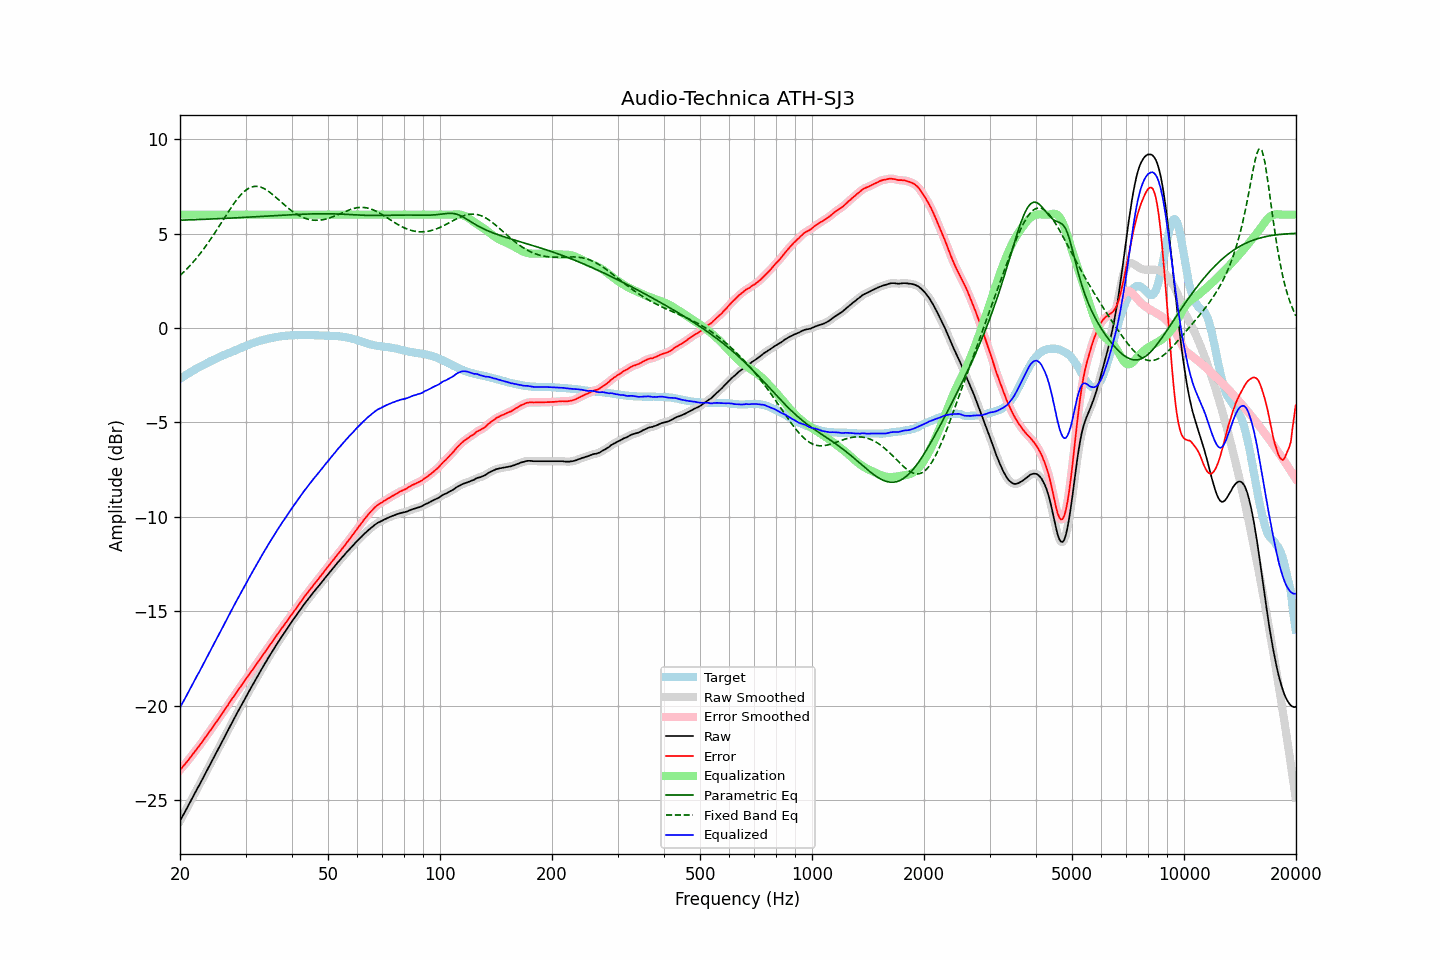 Audio-Technica ATH-SJ3
Amplitude (dBr)
10
5
0
−5
−10
−15
−20
−25
Target
Raw Smoothed
Error Smoothed
Raw
Error
Equalization
Parametric Eq
Fixed Band Eq
Equalized
20 50 100 200 500 1000 2000 5000 10000 20000
Frequency (Hz)